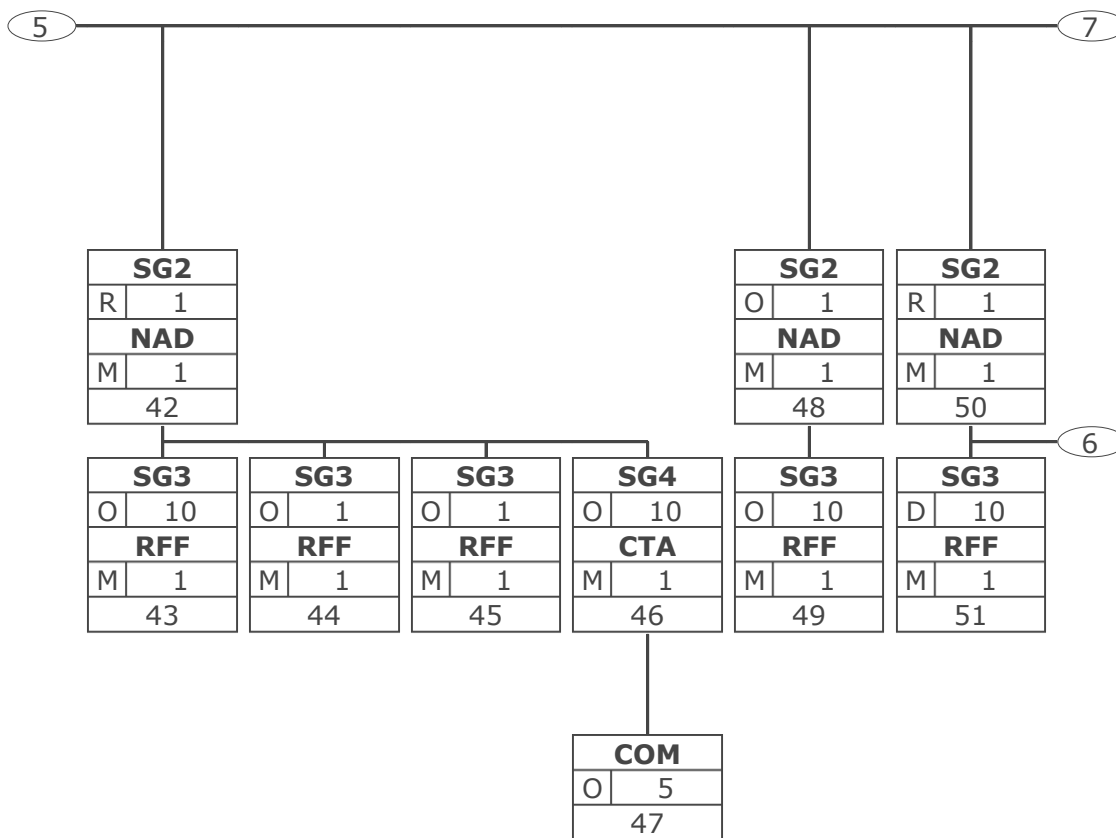 5 7
SG2 SG2 SG2
R 1 O 1 R 1
NAD NAD NAD
M 1 M 1 M 1
42 48 50
6
SG3 SG3 SG3 SG4 SG3 SG3
O 10 O 1 O 1 O 10 O 10 D 10
RFF RFF RFF CTA RFF RFF
M 1 M 1 M 1 M 1 M 1 M 1
43 44 45 46 49 51
COM
O 5
47